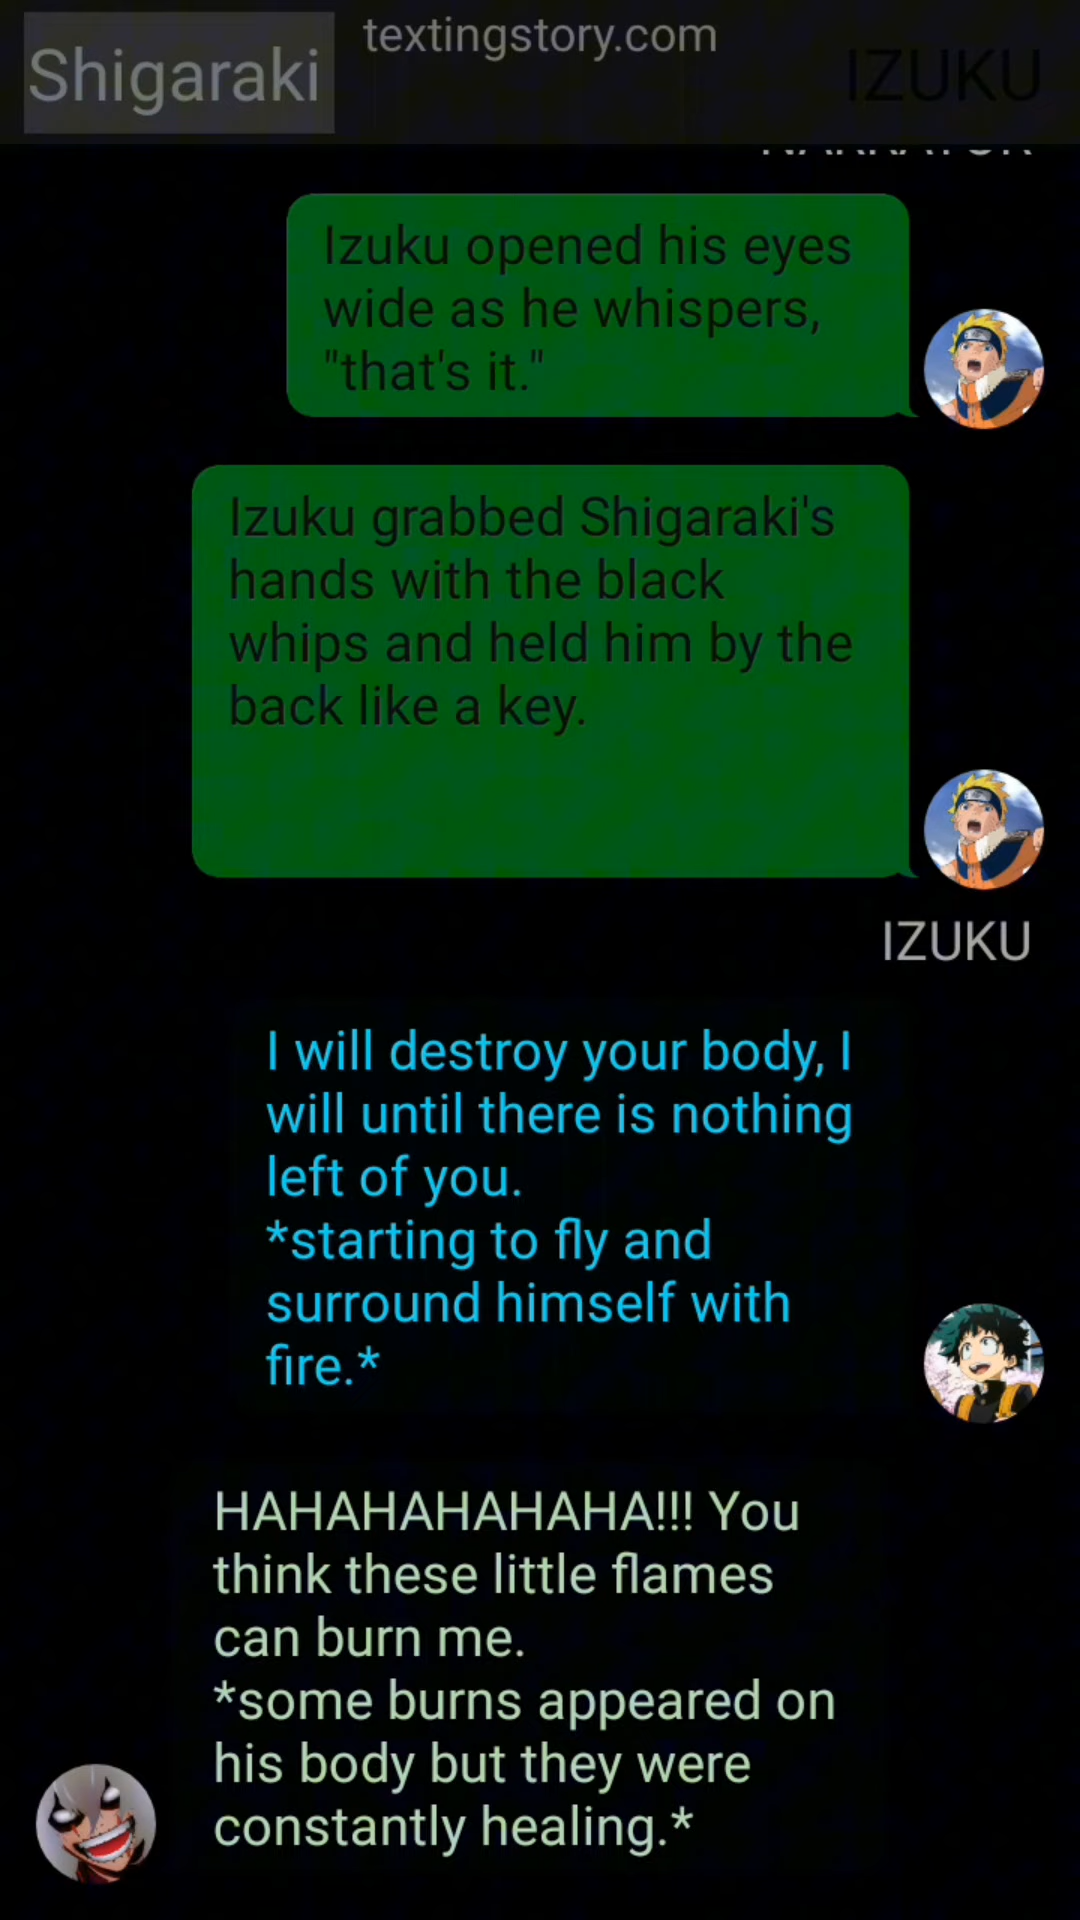 textingstory.com
Shigaraki
IZUKU
NARRATOR
Izuku opened his eyes
wide as he whispers,
"that's it."
Izuku grabbed Shigaraki's
hands with the black
whips and held him by the
back like a key.
IZUKU
I will destroy your body, I
will until there is nothing
left of you.
*starting to fly and
surround himself with
fire.*
HAHAHAHAHAHA!!! You
think these little flames
can burn me.
*some burns appeared on
his body but they were
constantly healing.*